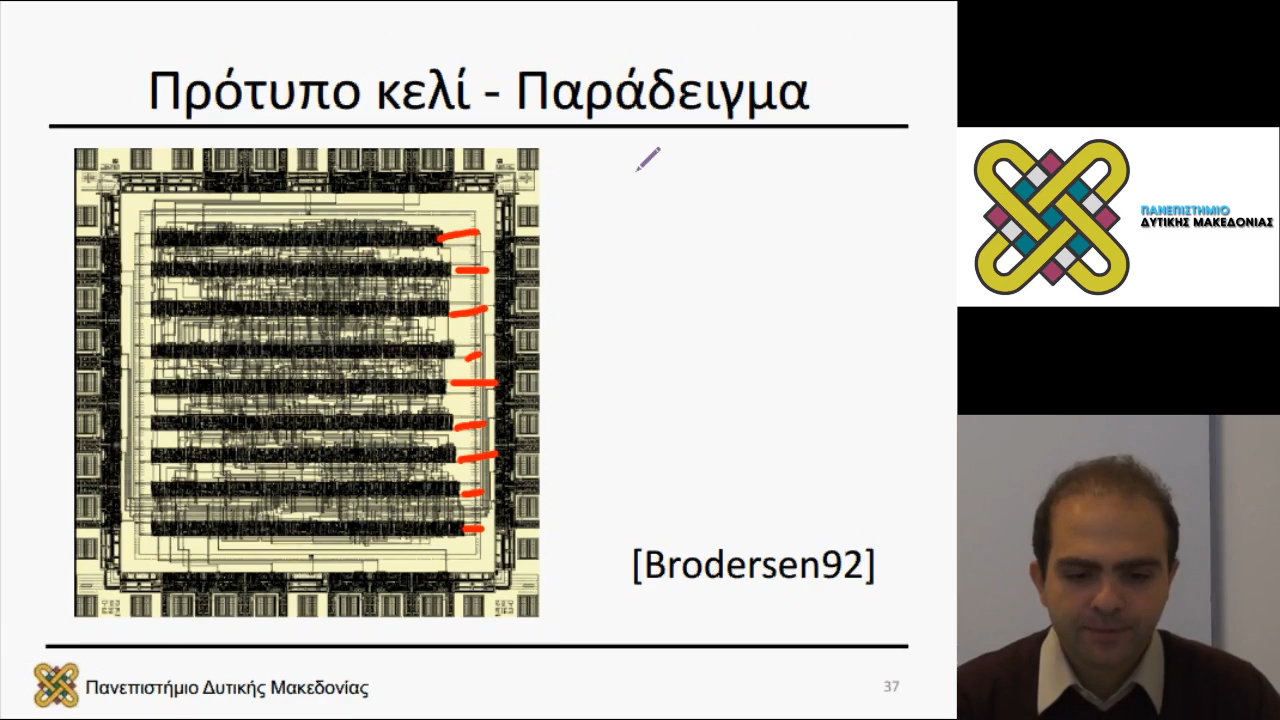 Πρότυπο κελί - Παράδειγμα
[Brodersen92]
Πανεπιστήμιο Δυτικής Μακεδονίας
37
ΠΑΝΕΠΙΣΤΗΜΙΟ
ΔΥΤΙΚΗΣ ΜΑΚΕΔΟΝΙΑΣ